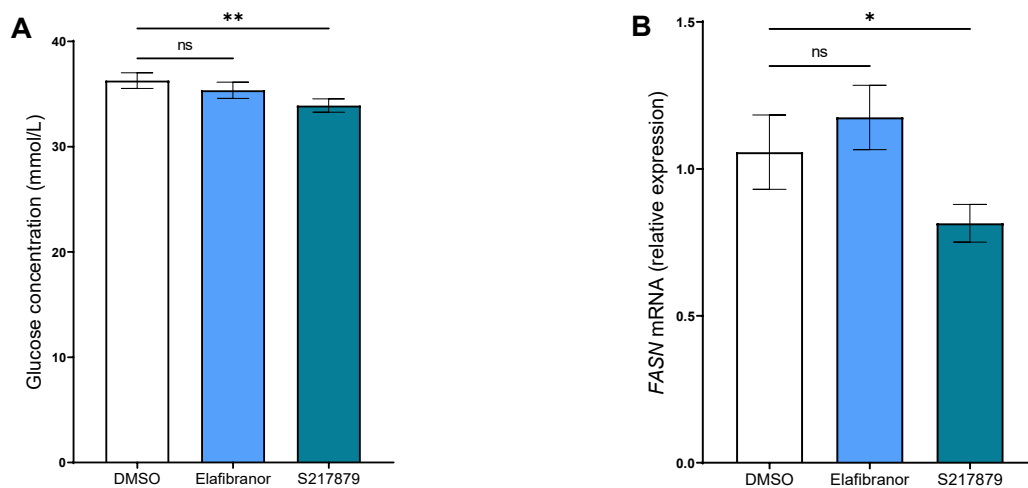 A
**
ns
Glucose concentration (mmol/L)
40
30
20
10
0
DMSO Elafibranor S217879
B
*
ns
FASN mRNA (relative expression)
1.5
1.0
0.5
0.0
DMSO Elafibranor S217879